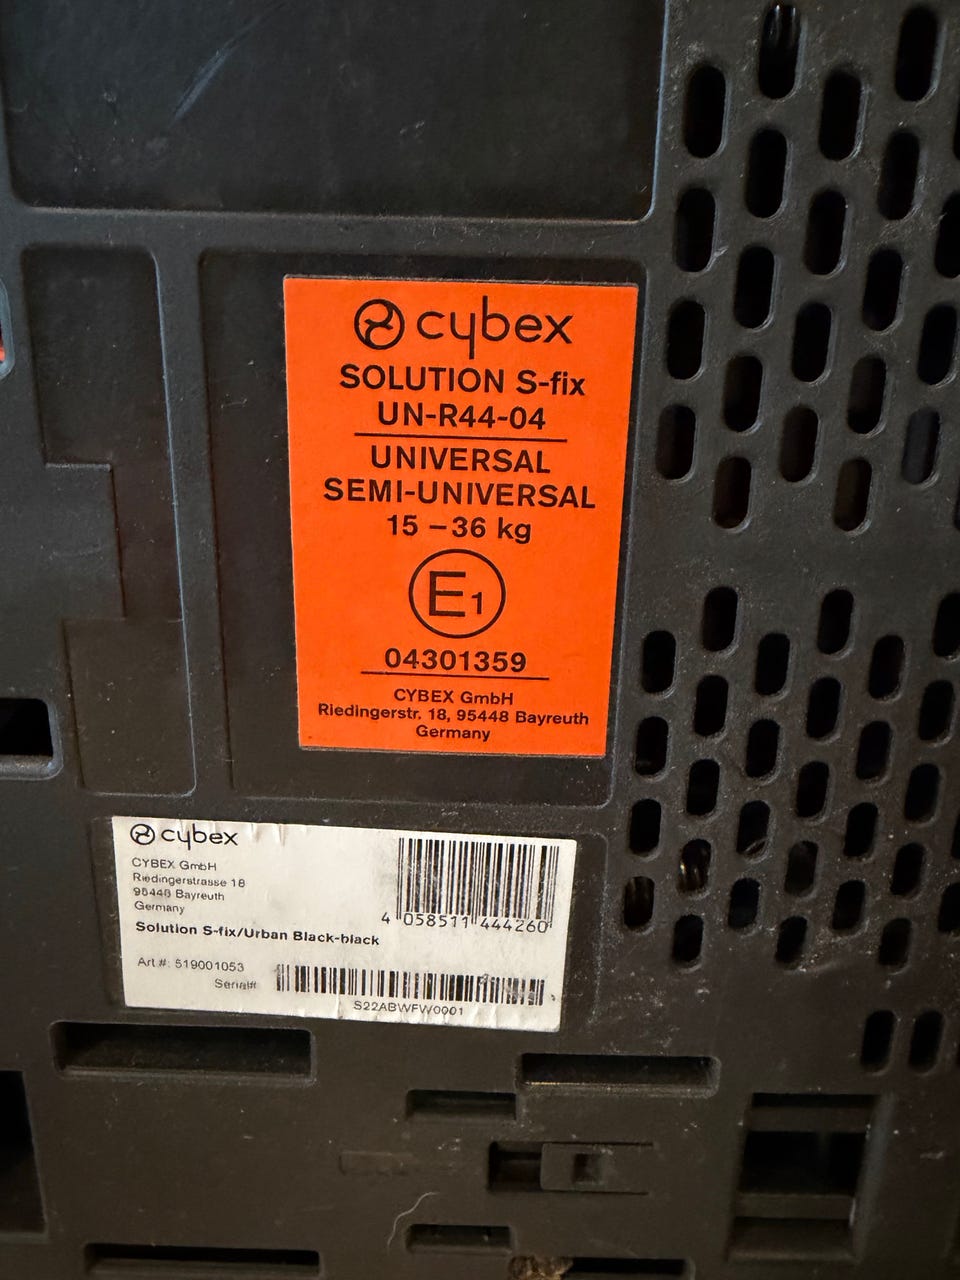 cybex
SOLUTION S-fix
UN-R44-04
UNIVERSAL
SEMI-UNIVERSAL
15 – 36 kg
E1
04301359
CYBEX GmbH
Riedingerstr. 18, 95448 Bayreuth
Germany
cybex
CYBEX GmbH
Riedingerstrasse 18
95448 Bayreuth
Germany
4 058511 444260
Solution S-fix/Urban Black-black
Art #: 519001053
Serial#
S22ABWFW0001